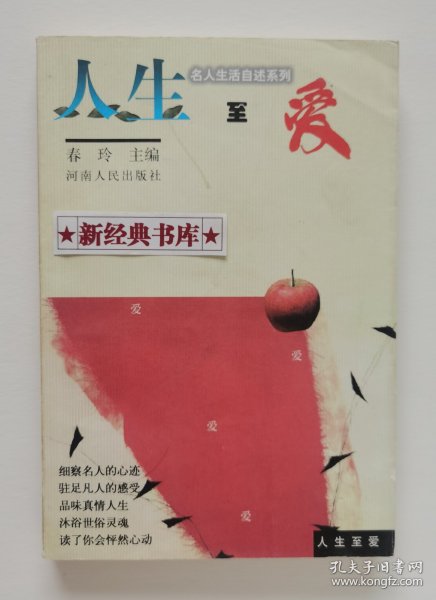 名人生活自述系列
人生
至
爱
春玲 主编
河南人民出版社
★新经典书库★
爱
爱
爱
爱
细察名人的心迹
驻足凡人的感受
品味真情人生
沐浴世俗灵魂
读了你会怦然心动
人生至爱
孔夫子旧书网
www.kongfz.com